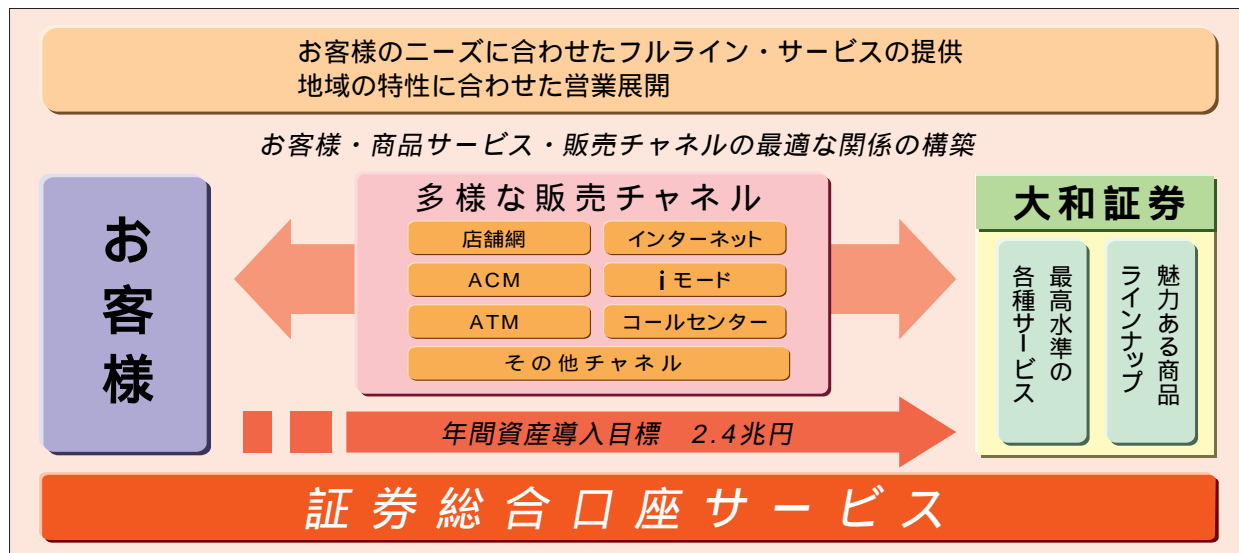 お客様のニーズに合わせたフルライン・サービスの提供
地域の特性に合わせた営業展開
お客様・商品サービス・販売チャネルの最適な関係の構築
お客様
多様な販売チャネル
店舗網
インターネット
ACM
iモード
ATM
コールセンター
その他チャネル
大和証券
魅力ある商品
ラインナップ
最高水準の
各種サービス
年間資産導入目標 2.4兆円
証券総合口座サービス